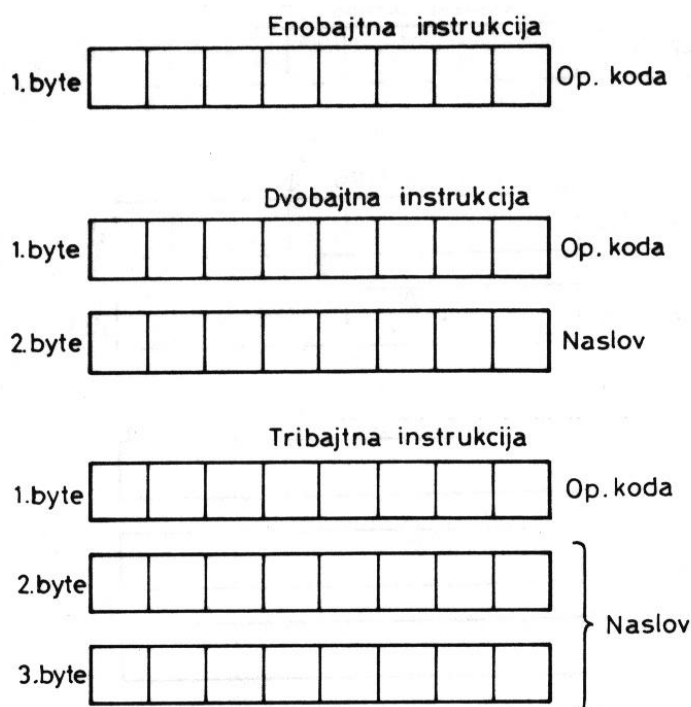 Enobajtna instrukcija
1.byte Op. koda
Dvobajtna instrukcija
1.byte Op. koda
2.byte Naslov
Tribajtna instrukcija
1.byte Op. koda
2.byte
Naslov
3.byte